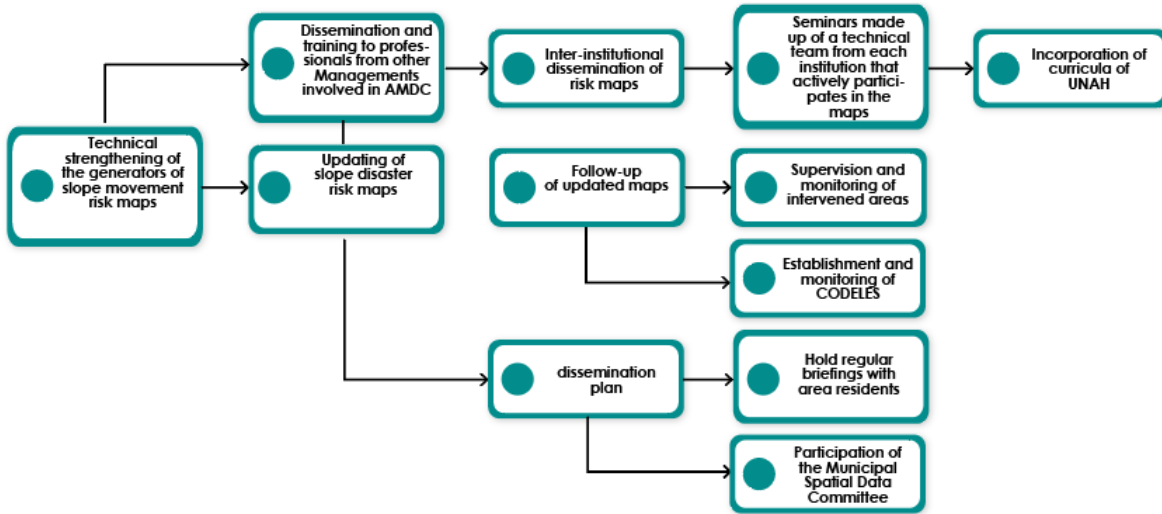 Technical
strengthening of
the generators of
slope movement
risk maps
Dissemination and
training to profes-
sionals from other
Managements
involved in AMDC
Updating of
slope disaster
risk maps
Inter-institutional
dissemination of
risk maps
Seminars made
up of a technical
team from each
institution that
actively partici-
pates in the
maps
Incorporation of
curricula of
UNAH
Follow-up
of updated maps
Supervision and
monitoring of
intervened areas
Establishment and
monitoring of
CODELES
dissemination
plan
Hold regular
briefings with
area residents
Participation of
the Municipal
Spatial Data
Committee